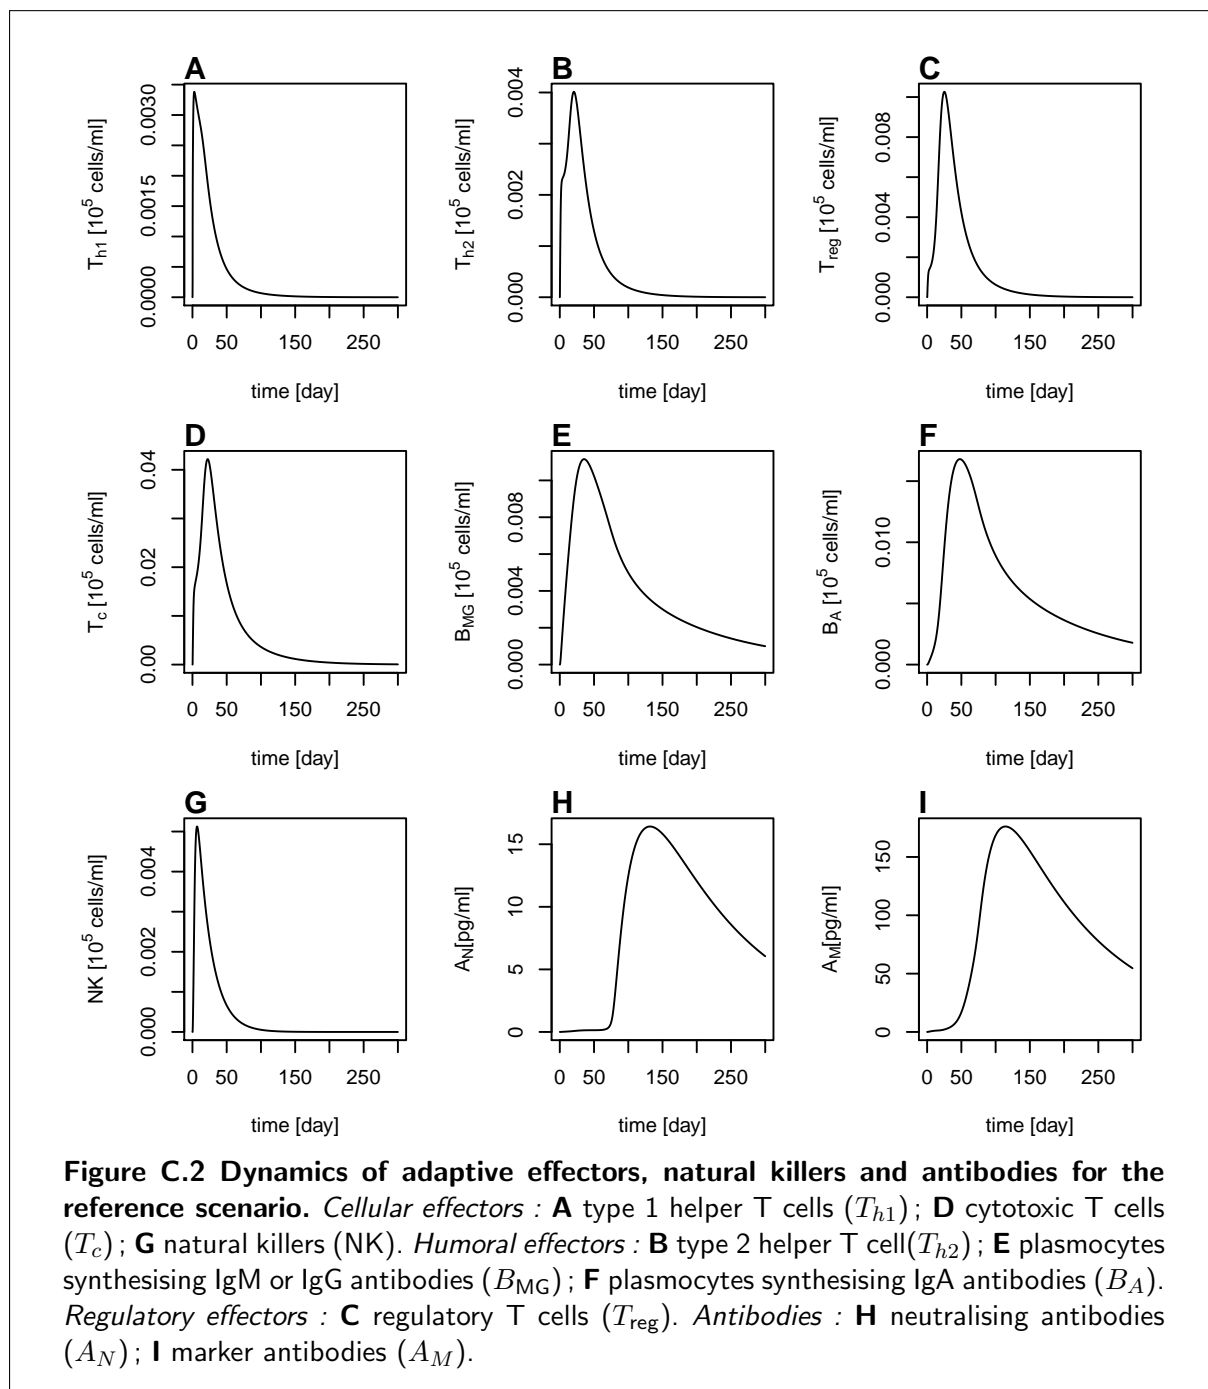 A
B
C
T_h1 [10^5 cells/ml]
0.0000 0.0015 0.0030
0 50 150 250
time [day]
T_h2 [10^5 cells/ml]
0.000 0.002 0.004
0 50 150 250
time [day]
T_reg [10^5 cells/ml]
0.000 0.004 0.008
0 50 150 250
time [day]
D
E
F
T_c [10^5 cells/ml]
0.00 0.02 0.04
0 50 150 250
time [day]
B_MG [10^5 cells/ml]
0.000 0.004 0.008
0 50 150 250
time [day]
B_A [10^5 cells/ml]
0.000 0.010
0 50 150 250
time [day]
G
H
I
NK [10^5 cells/ml]
0.000 0.002 0.004
0 50 150 250
time [day]
A_N[pg/ml]
0 5 10 15
0 50 150 250
time [day]
A_M[pg/ml]
0 50 100 150
0 50 150 250
time [day]
Figure C.2 Dynamics of adaptive effectors, natural killers and antibodies for the
reference scenario. Cellular effectors : A type 1 helper T cells (T_h1) ; D cytotoxic T cells
(T_c) ; G natural killers (NK). Humoral effectors : B type 2 helper T cell(T_h2) ; E plasmocytes
synthesising IgM or IgG antibodies (B_MG) ; F plasmocytes synthesising IgA antibodies (B_A).
Regulatory effectors : C regulatory T cells (T_reg). Antibodies : H neutralising antibodies
(A_N) ; I marker antibodies (A_M).